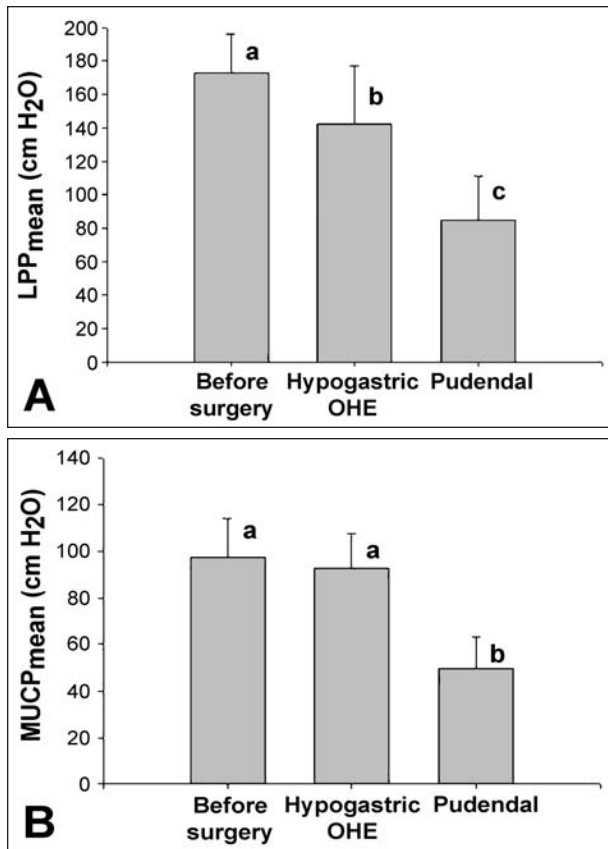 LPPmean (cm H2O)
200
180
160
140
120
100
80
60
40
20
0
a
b
c
Before surgery
Hypogastric OHE
Pudendal
A
MUCPmean (cm H2O)
140
120
100
80
60
40
20
0
a
a
b
Before surgery
Hypogastric OHE
Pudendal
B